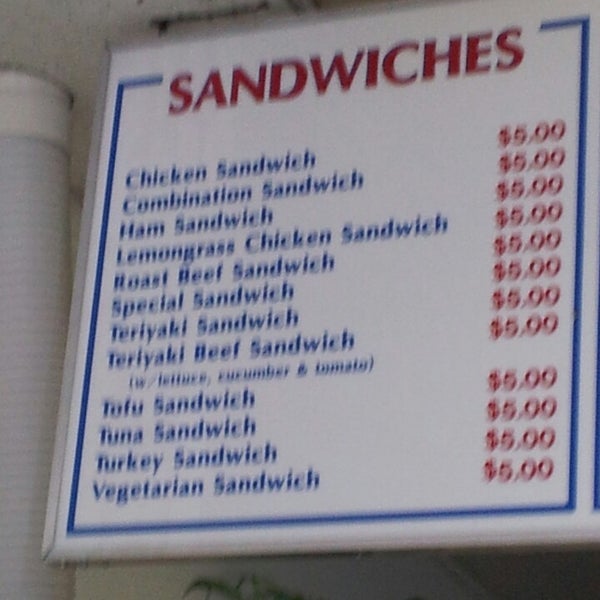 SANDWICHES
Chicken Sandwich $5.00
Combination Sandwich $5.00
Ham Sandwich $5.00
Lemongrass Chicken Sandwich $5.00
Roast Beef Sandwich $5.00
Special Sandwich $5.00
Teriyaki Sandwich $5.00
Teriyaki Beef Sandwich $5.00
(w/lettuce, cucumber & tomato)
Tofu Sandwich $5.00
Tuna Sandwich $5.00
Turkey Sandwich $5.00
Vegetarian Sandwich $5.00